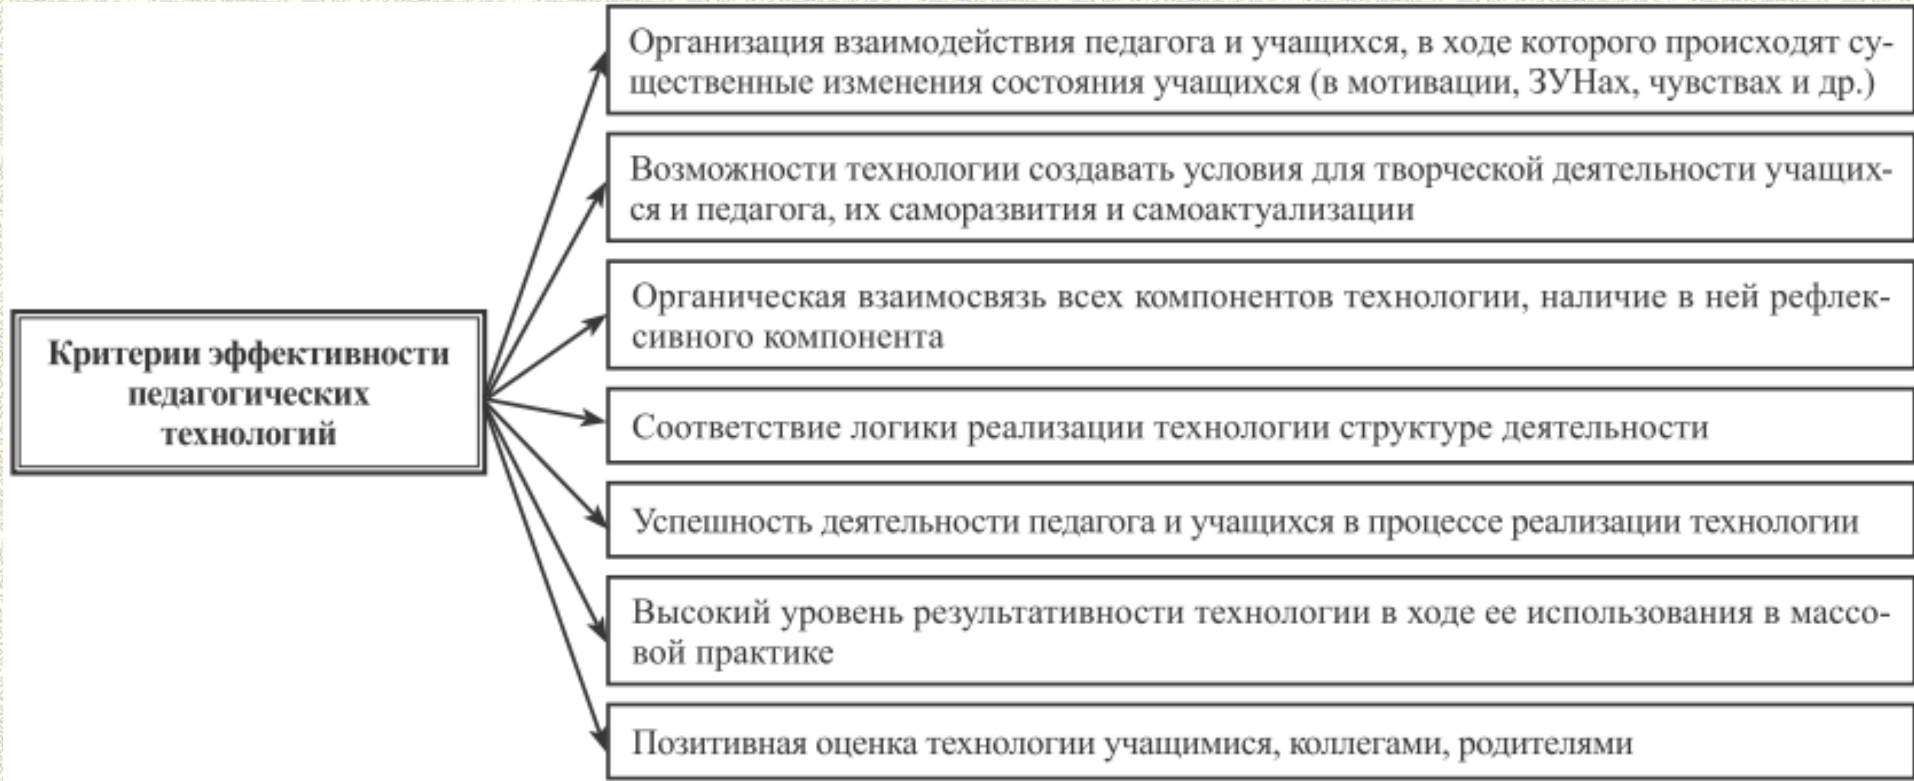 Критерии эффективности
педагогических
технологий
Организация взаимодействия педагога и учащихся, в ходе которого происходят су-
щественные изменения состояния учащихся (в мотивации, ЗУНах, чувствах и др.)
Возможности технологии создавать условия для творческой деятельности учащих-
ся и педагога, их саморазвития и самоактуализации
Органическая взаимосвязь всех компонентов технологии, наличие в ней рефлек-
сивного компонента
Соответствие логики реализации технологии структуре деятельности
Успешность деятельности педагога и учащихся в процессе реализации технологии
Высокий уровень результативности технологии в ходе ее использования в массо-
вой практике
Позитивная оценка технологии учащимися, коллегами, родителями